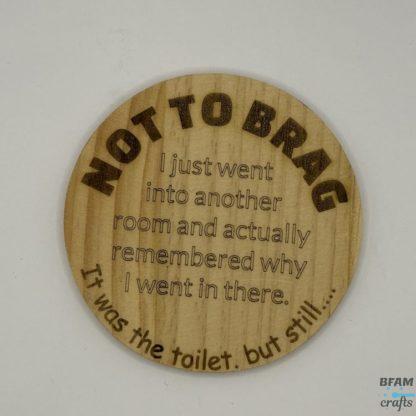 NOT TO BRAG
I just went
into another
room and actually
remembered why
I went in there.
It was the toilet. but still....
BFAM
crafts